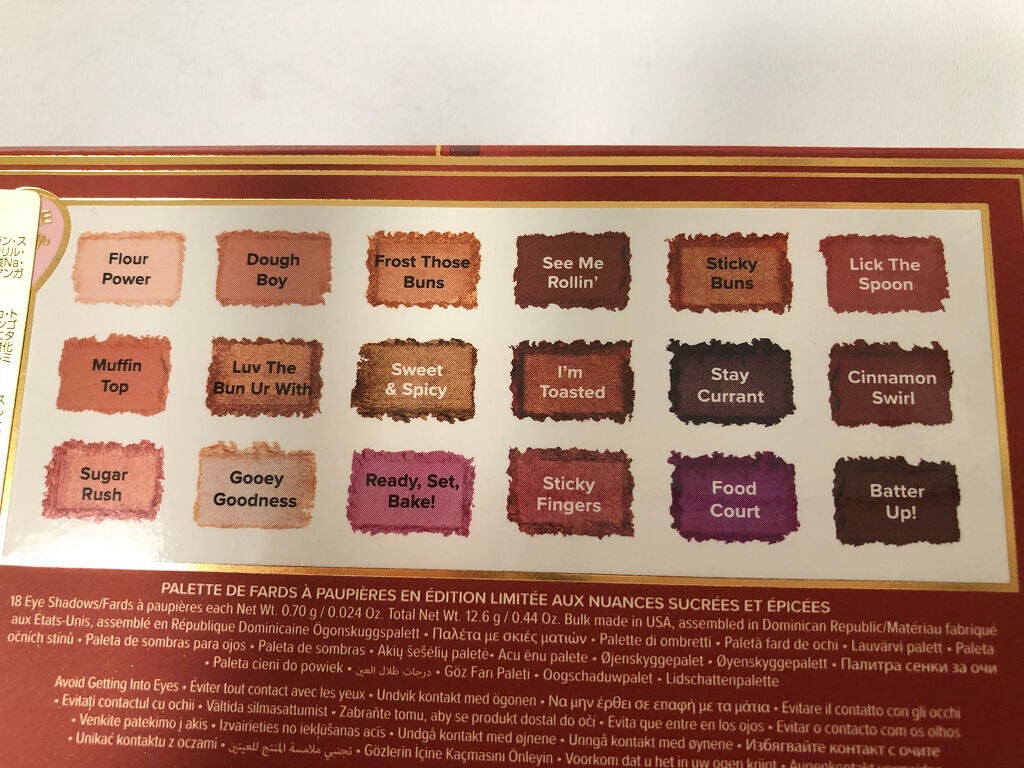 Flour Power
Dough Boy
Frost Those Buns
See Me Rollin'
Sticky Buns
Lick The Spoon
Muffin Top
Luv The Bun Ur With
Sweet & Spicy
I'm Toasted
Stay Currant
Cinnamon Swirl
Sugar Rush
Gooey Goodness
Ready, Set, Bake!
Sticky Fingers
Food Court
Batter Up!
PALETTE DE FARDS À PAUPIÈRES EN ÉDITION LIMITÉE AUX NUANCES SUCRÉES ET ÉPICÉES
18 Eye Shadows/Fards à paupières each Net Wt. 0.70 g / 0.024 Oz. Total Net Wt. 12.6 g / 0.44 Oz. Bulk made in USA, assembled in Dominican Republic/Matériau fabriqué
aux États-Unis, assemblé en République Dominicaine Ögonskuggspalett • Παλέτα με σκιές ματιών • Palette di ombretti • Paletă fard de ochi • Lauvärvi palett • Paleta
očních stínů • Paleta de sombras para ojos • Paleta de sombras • Akių šešėlių paletė • Acu ēnu palete • Øjenskyggepalet • Øyenskyggepalett • Палитра сенки за очи
• Paleta cieni do powiek • درجات ظلال العين • Göz Farı Paleti • Oogschaduwpalet • Lidschattenpalette
Avoid Getting Into Eyes • Éviter tout contact avec les yeux • Undvik kontakt med ögonen • Να μην έρθει σε επαφή με τα μάτια • Evitare il contatto con gli occhi
• Evitați contactul cu ochii • Vältida silmasattumist • Zabraňte tomu, aby se produkt dostal do očí • Evita que entre en los ojos • Evitar o contacto com os olhos
• Venkite patekimo į akis • Izvairieties no iekļūšanas acīs • Undgå kontakt med øjnene • Unngå kontakt med øynene • Избягвайте контакт с очите
• Unikać kontaktu z oczami • تجنبي ملامسة المنتج للعينين • Gözlerin İçine Kaçmasını Önleyin • Voorkom dat u het in uw ogen krijgt • Augenkontakt vermeiden